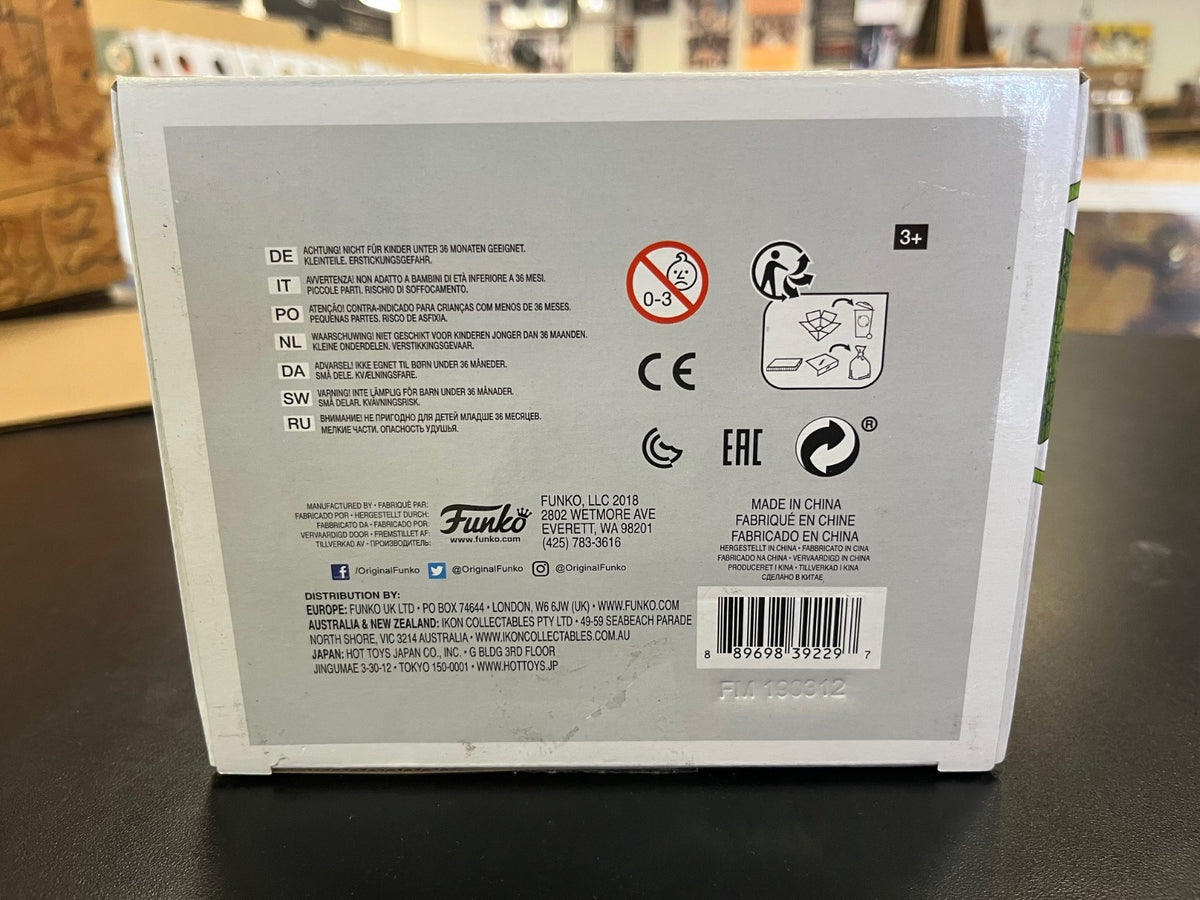 DE ACHTUNG! NICHT FÜR KINDER UNTER 36 MONATEN GEEIGNET.
KLEINTEILE. ERSTICKUNGSGEFAHR.
IT AVVERTENZA! NON ADATTO A BAMBINI DI ETÀ INFERIORE A 36 MESI.
PICCOLE PARTI. RISCHIO DI SOFFOCAMENTO.
PO ATENÇÃO! CONTRA-INDICADO PARA CRIANÇAS COM MENOS DE 36 MESES.
PEQUENAS PARTES. RISCO DE ASFIXIA.
NL WAARSCHUWING! NIET GESCHIKT VOOR KINDEREN JONGER DAN 36 MAANDEN.
KLEINE ONDERDELEN. VERSTIKKINGSGEVAAR.
DA ADVARSEL! IKKE EGNET TIL BØRN UNDER 36 MÅNEDER.
SMÅ DELE. KVÆLNINGSFARE.
SW VARNING! INTE LÄMPLIG FÖR BARN UNDER 36 MÅNADER.
SMÅ DELAR. KVÄVNINGSRISK.
RU ВНИМАНИЕ! НЕ ПРИГОДНО ДЛЯ ДЕТЕЙ МЛАДШЕ 36 МЕСЯЦЕВ.
МЕЛКИЕ ЧАСТИ. ОПАСНОСТЬ УДУШЬЯ.
0-3
3+
CE
EAC
®
MANUFACTURED BY • FABRIQUÉ PAR:
FABRICADO POR • HERGESTELLT DURCH:
FABBRICATO DA • FABRICADO POR:
VERVAARDIGD DOOR • FREMSTILLET AF:
TILLVERKAD AV • ПРОИЗВОДИТЕЛЬ:
Funko
www.funko.com
FUNKO, LLC 2018
2802 WETMORE AVE
EVERETT, WA 98201
(425) 783-3616
/OriginalFunko @OriginalFunko @OriginalFunko
MADE IN CHINA
FABRIQUÉ EN CHINE
FABRICADO EN CHINA
HERGESTELLT IN CHINA • FABBRICATO IN CINA
FABRICADO NA CHINA • VERVAARDIGD IN CHINA
PRODUCERET I KINA • TILLVERKAD I KINA
СДЕЛАНО В КИТАЕ
DISTRIBUTION BY:
EUROPE: FUNKO UK LTD • PO BOX 74644 • LONDON, W6 6JW (UK) • WWW.FUNKO.COM
AUSTRALIA & NEW ZEALAND: IKON COLLECTABLES PTY LTD • 49-59 SEABEACH PARADE
NORTH SHORE, VIC 3214 AUSTRALIA • WWW.IKONCOLLECTABLES.COM.AU
JAPAN: HOT TOYS JAPAN CO., INC. • G BLDG 3RD FLOOR
JINGUMAE 3-30-12 • TOKYO 150-0001 • WWW.HOTTOYS.JP
8 89698 39229 7
FM 190312